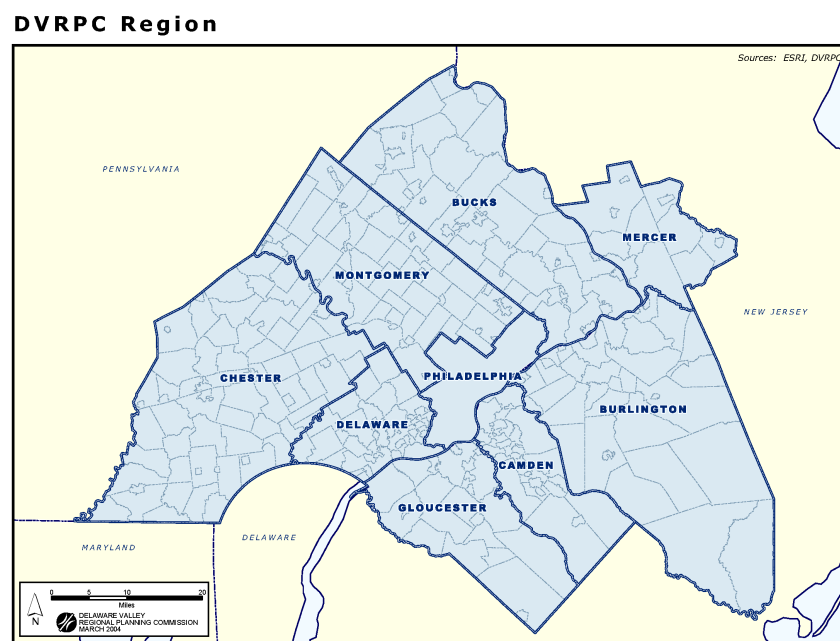 DVRPC Region
Sources: ESRI, DVRPC
PENNSYLVANIA
BUCKS
MERCER
MONTGOMERY
NEW JERSEY
CHESTER
PHILADELPHIA
BURLINGTON
DELAWARE
CAMDEN
GLOUCESTER
DELAWARE
MARYLAND
0 5 10 20
Miles
N
DELAWARE VALLEY
REGIONAL PLANNING COMMISSION
MARCH 2004